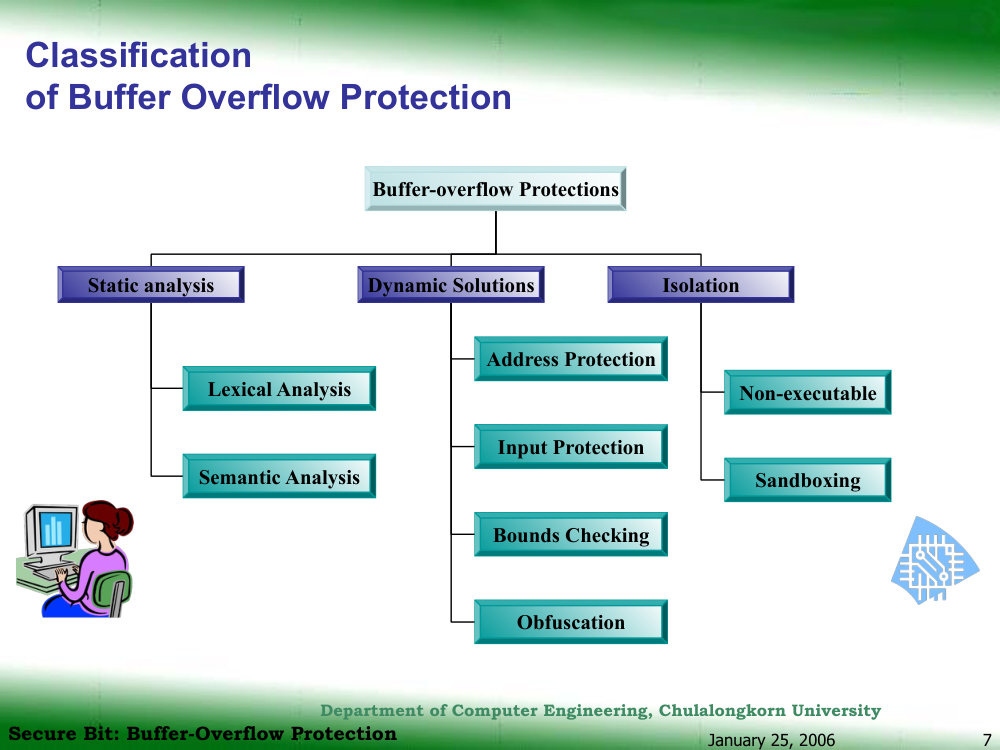 Classification
of Buffer Overflow Protection
Buffer-overflow Protections
Static analysis
Dynamic Solutions
Isolation
Address Protection
Lexical Analysis
Non-executable
Input Protection
Semantic Analysis
Sandboxing
Bounds Checking
Obfuscation
Department of Computer Engineering, Chulalongkorn University
Secure Bit: Buffer-Overflow Protection
January 25, 2006
7